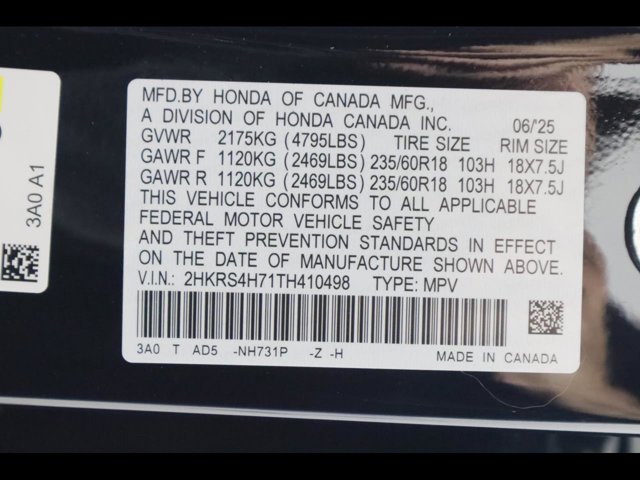 MFD.BY HONDA OF CANADA MFG.,
A DIVISION OF HONDA CANADA INC. 06/'25
GVWR 2175KG (4795LBS) TIRE SIZE RIM SIZE
GAWR F 1120KG (2469LBS) 235/60R18 103H 18X7.5J
GAWR R 1120KG (2469LBS) 235/60R18 103H 18X7.5J
THIS VEHICLE CONFORMS TO ALL APPLICABLE
FEDERAL MOTOR VEHICLE SAFETY
AND THEFT PREVENTION STANDARDS IN EFFECT
ON THE DATE OF MANUFACTURE SHOWN ABOVE.
V.I.N.: 2HKRS4H71TH410498 TYPE: MPV
3A0 T AD5 -NH731P -Z -H MADE IN CANADA
3A0 A1